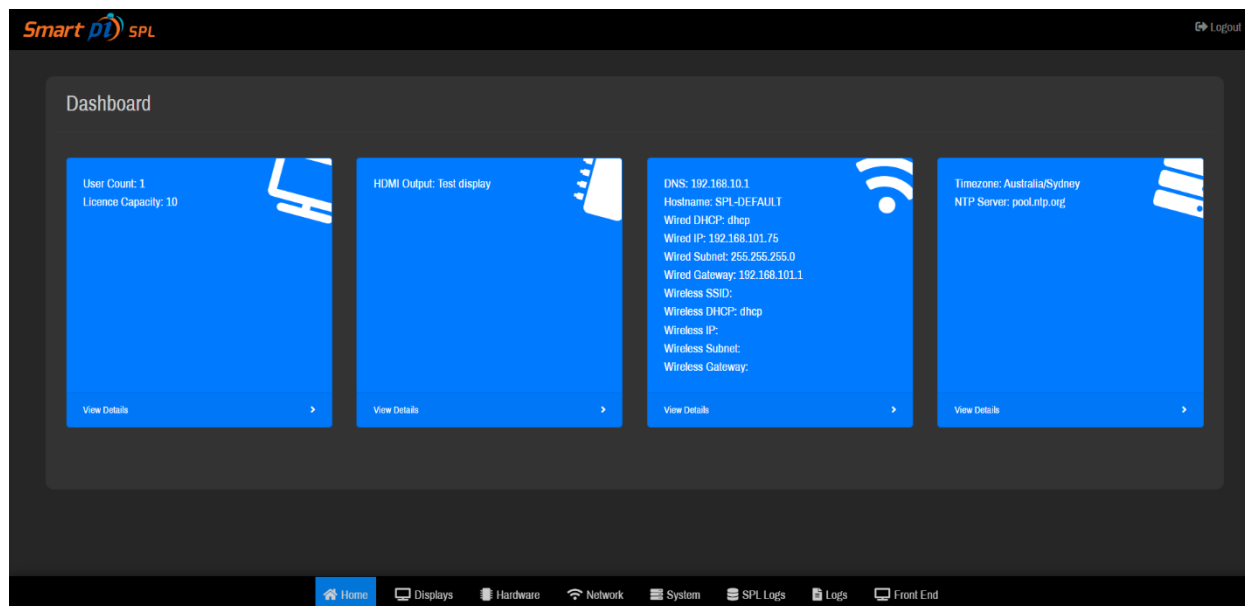 Smart pi SPL
Logout
Dashboard
User Count: 1
Licence Capacity: 10
View Details
HDMI Output: Test display
View Details
DNS: 192.168.10.1
Hostname: SPL-DEFAULT
Wired DHCP: dhcp
Wired IP: 192.168.101.75
Wired Subnet: 255.255.255.0
Wired Gateway: 192.168.101.1
Wireless SSID:
Wireless DHCP: dhcp
Wireless IP:
Wireless Subnet:
Wireless Gateway:
View Details
Timezone: Australia/Sydney
NTP Server: pool.ntp.org
View Details
Home Displays Hardware Network System SPL Logs Logs Front End